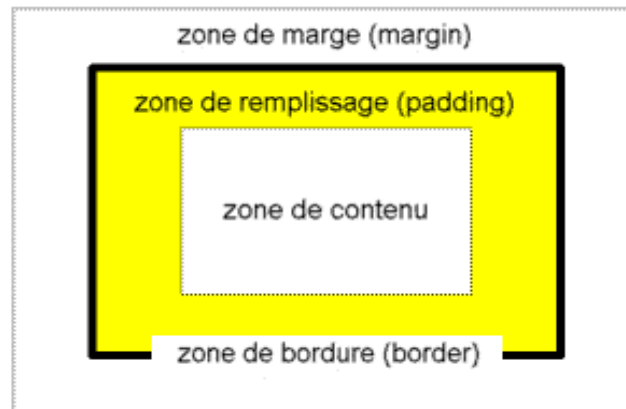 zone de marge (margin)
zone de remplissage (padding)
zone de contenu
zone de bordure (border)